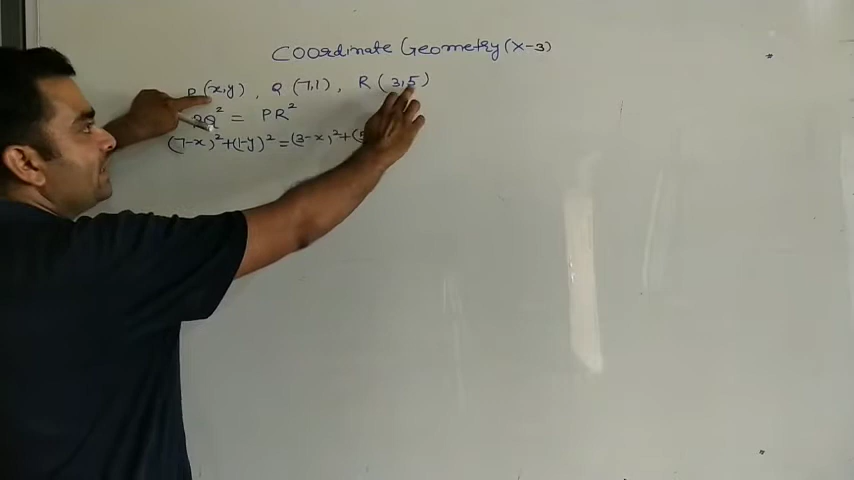 Coordinate Geometry (X-3)
P (x,y) , Q (7,1) , R (3,5)
PQ² = PR²
(7-x)²+(1-y)² =(3-x)²+(5